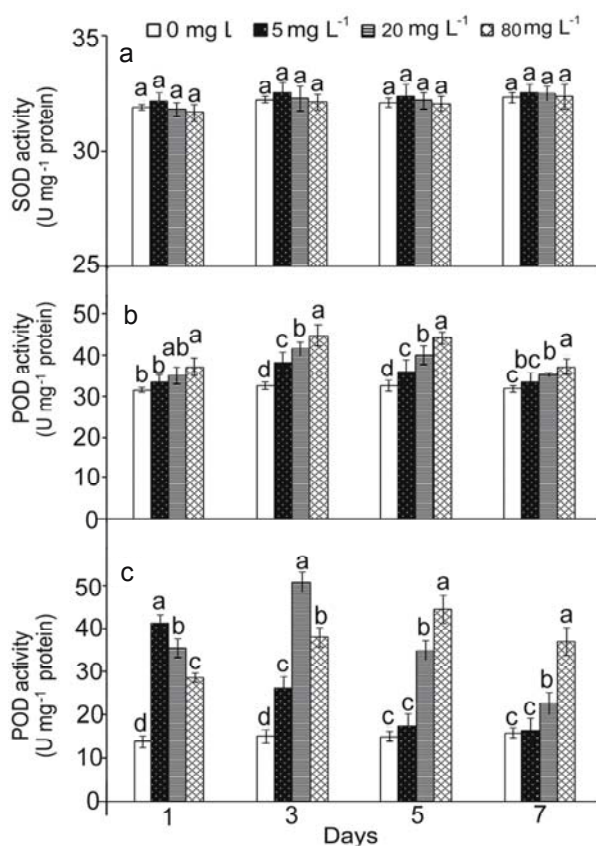 0 mg L 5 mg L-1 20 mg L-1 80 mg L-1
a
a a a a a a a a a a a a a a a a
35
31
25
SOD activity
(U mg-1 protein)
b
b b ab a d c b a d c b a c bc b a
50
40
30
20
10
0
POD activity
(U mg-1 protein)
c
d a b c d c a b c c b a c c b a
50
40
30
20
10
0
POD activity
(U mg-1 protein)
1 3 5 7
Days